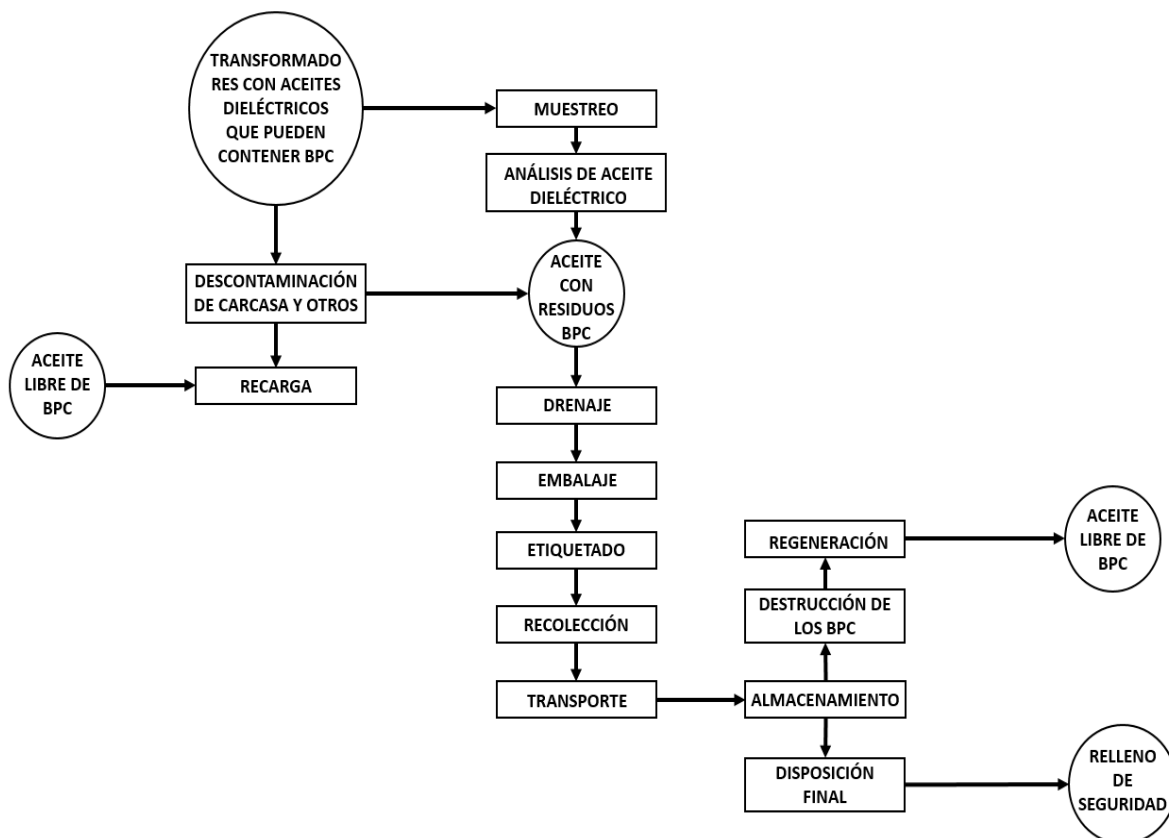 TRANSFORMADO
RES CON ACEITES
DIELÉCTRICOS
QUE PUEDEN
CONTENER BPC
MUESTREO
ANÁLISIS DE ACEITE
DIELÉCTRICO
DESCONTAMINACIÓN
DE CARCASA Y OTROS
ACEITE
CON
RESIDUOS
BPC
ACEITE
LIBRE DE
BPC
RECARGA
DRENAJE
EMBALAJE
ETIQUETADO
RECOLECCIÓN
TRANSPORTE
REGENERACIÓN
ACEITE
LIBRE DE
BPC
DESTRUCCIÓN DE
LOS BPC
ALMACENAMIENTO
DISPOSICIÓN
FINAL
RELLENO
DE
SEGURIDAD